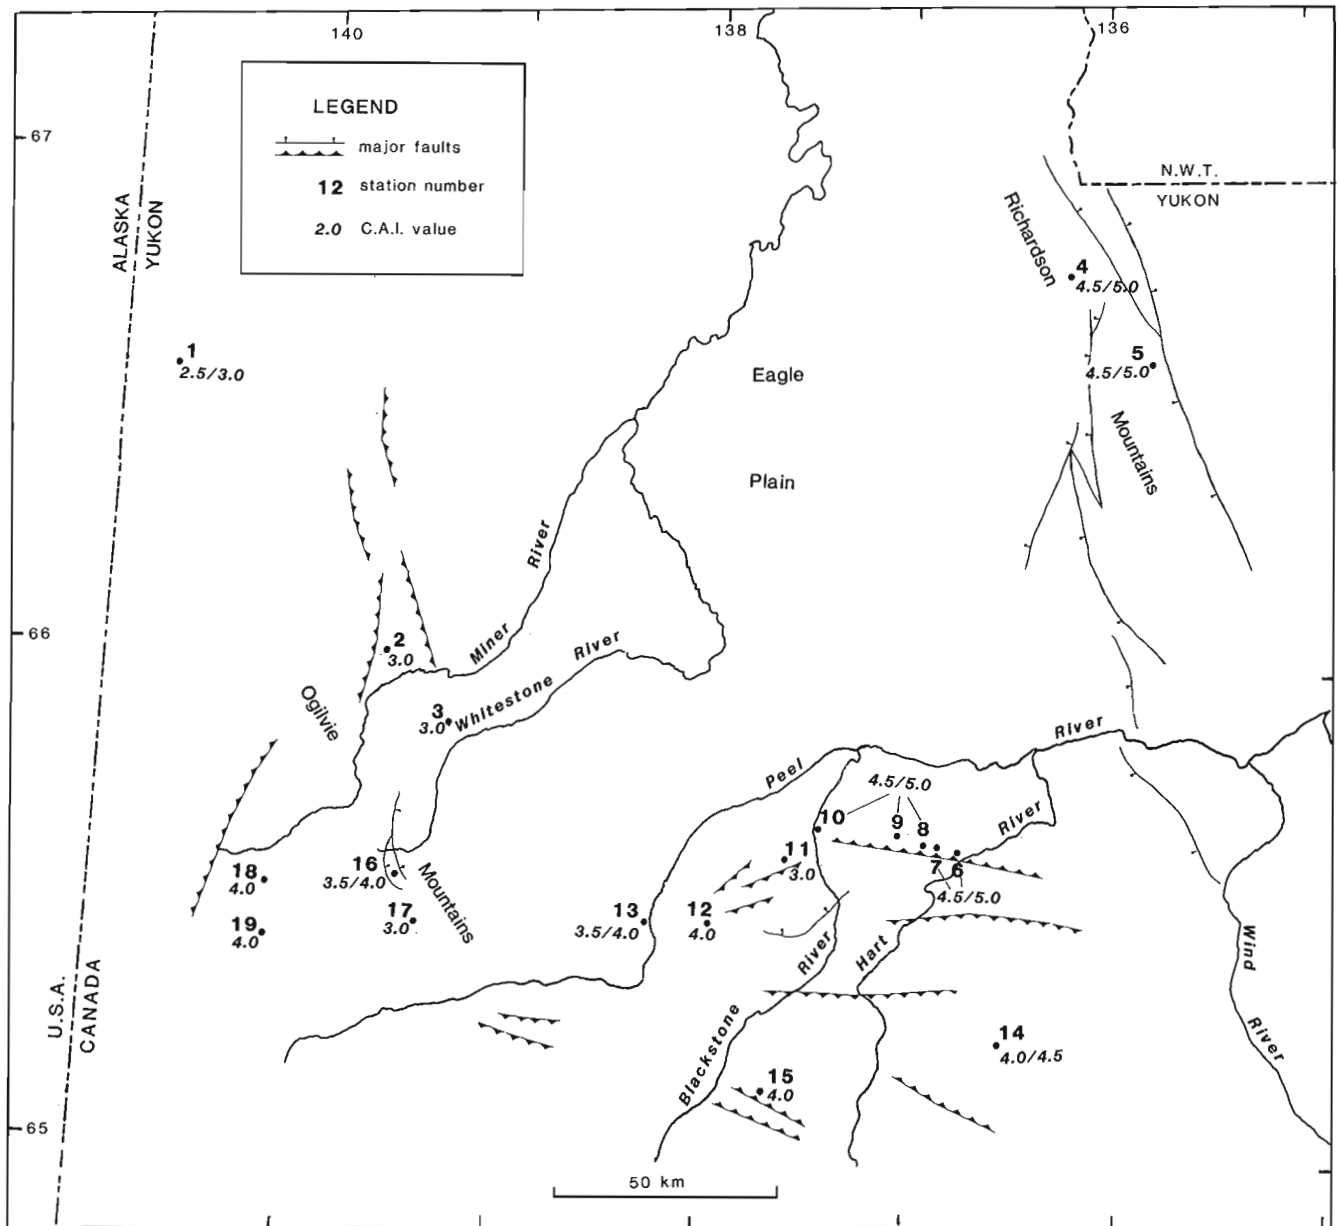 140
138
136
67
LEGEND
major faults
12 station number
2.0 C.A.I. value
N.W.T.
YUKON
ALASKA
YUKON
Richardson
4
4.5/5.0
1
2.5/3.0
5
4.5/5.0
Eagle
Mountains
Plain
River
66
2
3.0
Miner
River
Ogilvie
3
3.0
Whitestone
River
Peel
4.5/5.0
10
9
8
River
11
3.0
7
6
4.5/5.0
18
4.0
16
3.5/4.0
Mountains
17
3.0
13
3.5/4.0
12
4.0
19
4.0
River
Hart
Wind
U.S.A.
CANADA
Blackstone
14
4.0/4.5
River
15
4.0
65
50 km